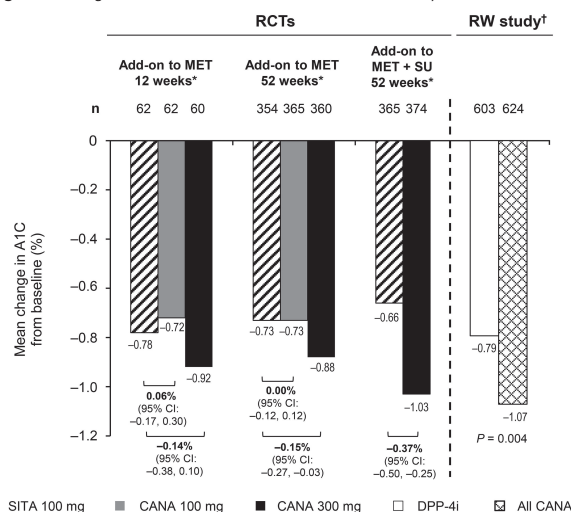 RCTs
RW study†
Add-on to MET
12 weeks*
Add-on to MET
52 weeks*
Add-on to
MET + SU
52 weeks*
n
62 62 60
354 365 360
365 374
603 624
0
–0.2
–0.4
–0.6
–0.8
–1.0
–1.2
Mean change in A1C
from baseline (%)
–0.78
–0.72
–0.92
–0.73
–0.73
–0.88
–0.66
–1.03
–0.79
–1.07
0.06%
(95% CI:
–0.17, 0.30)
–0.14%
(95% CI:
–0.38, 0.10)
0.00%
(95% CI:
–0.12, 0.12)
–0.15%
(95% CI:
–0.27, –0.03)
–0.37%
(95% CI:
–0.50, –0.25)
P = 0.004
SITA 100 mg CANA 100 mg CANA 300 mg DPP-4i All CANA